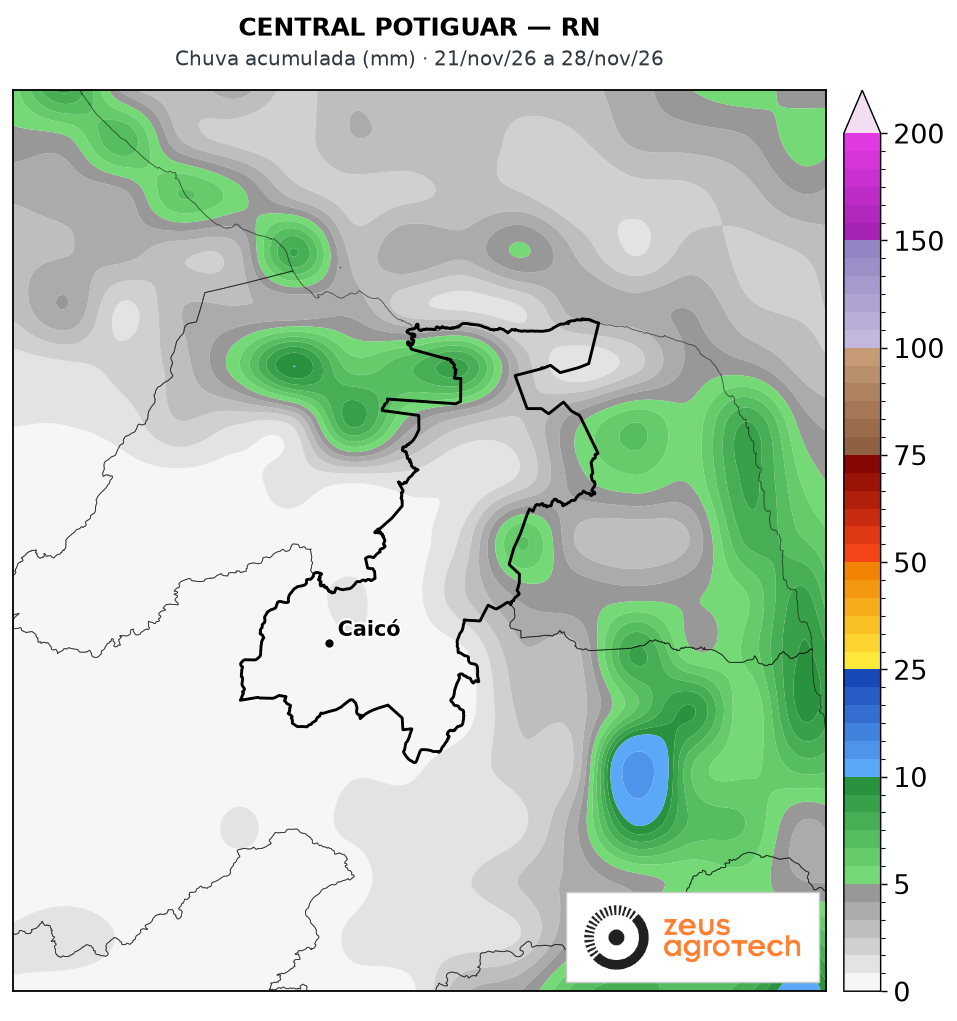 CENTRAL POTIGUAR — RN
Chuva acumulada (mm) · 21/nov/26 a 28/nov/26
200
150
100
75
50
25
10
5
0
Caicó
zeus
agrotech